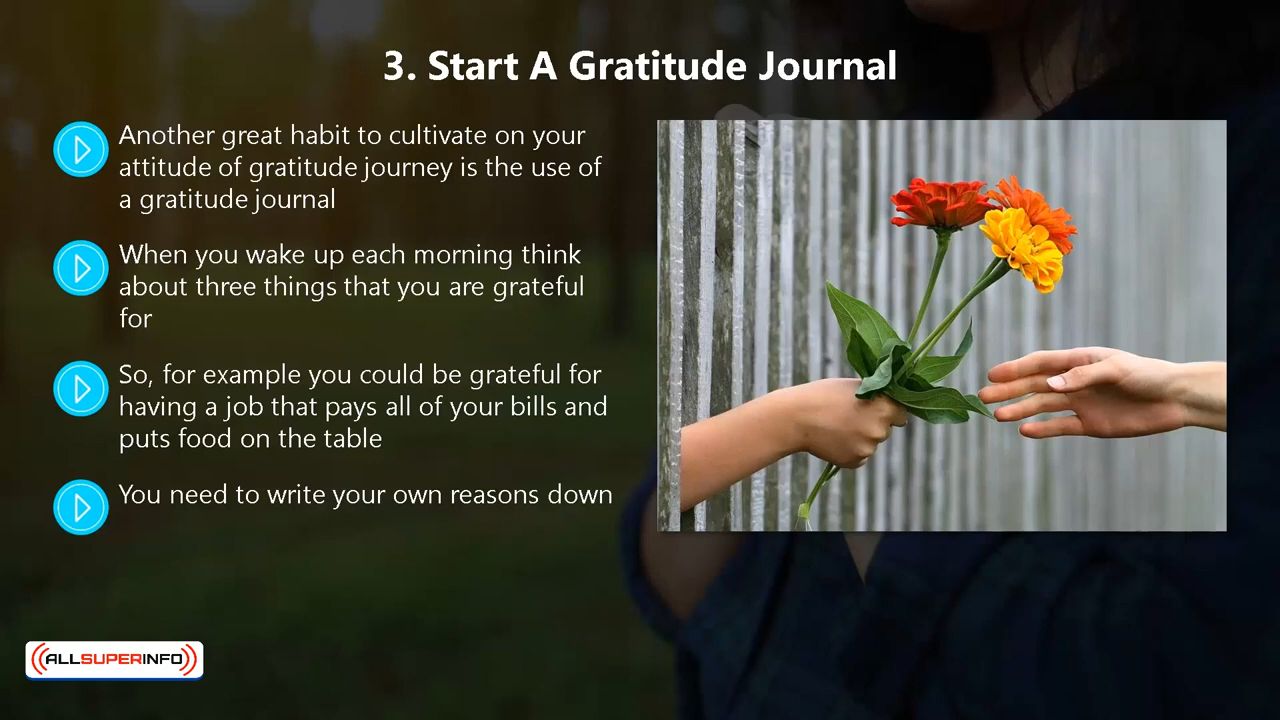 3. Start A Gratitude Journal
Another great habit to cultivate on your
attitude of gratitude journey is the use of
a gratitude journal
When you wake up each morning think
about three things that you are grateful
for
So, for example you could be grateful for
having a job that pays all of your bills and
puts food on the table
You need to write your own reasons down
ALLSUPERINFO